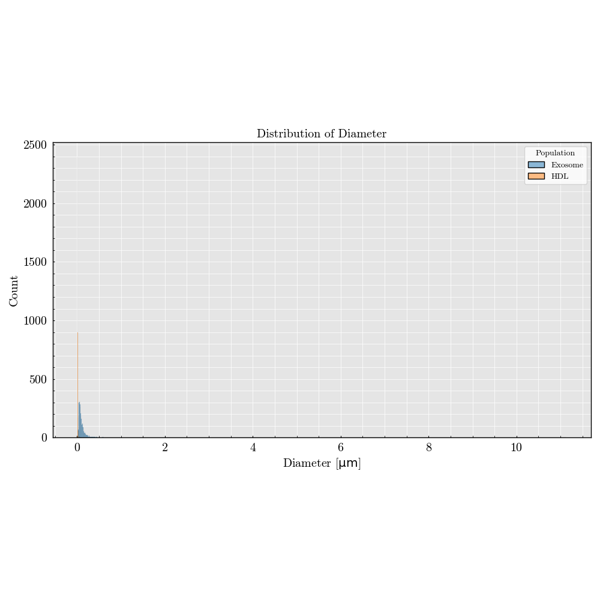 Distribution of Diameter
Population
Exosome
HDL
Count
2500
2000
1500
1000
500
0
0 2 4 6 8 10
Diameter [μm]